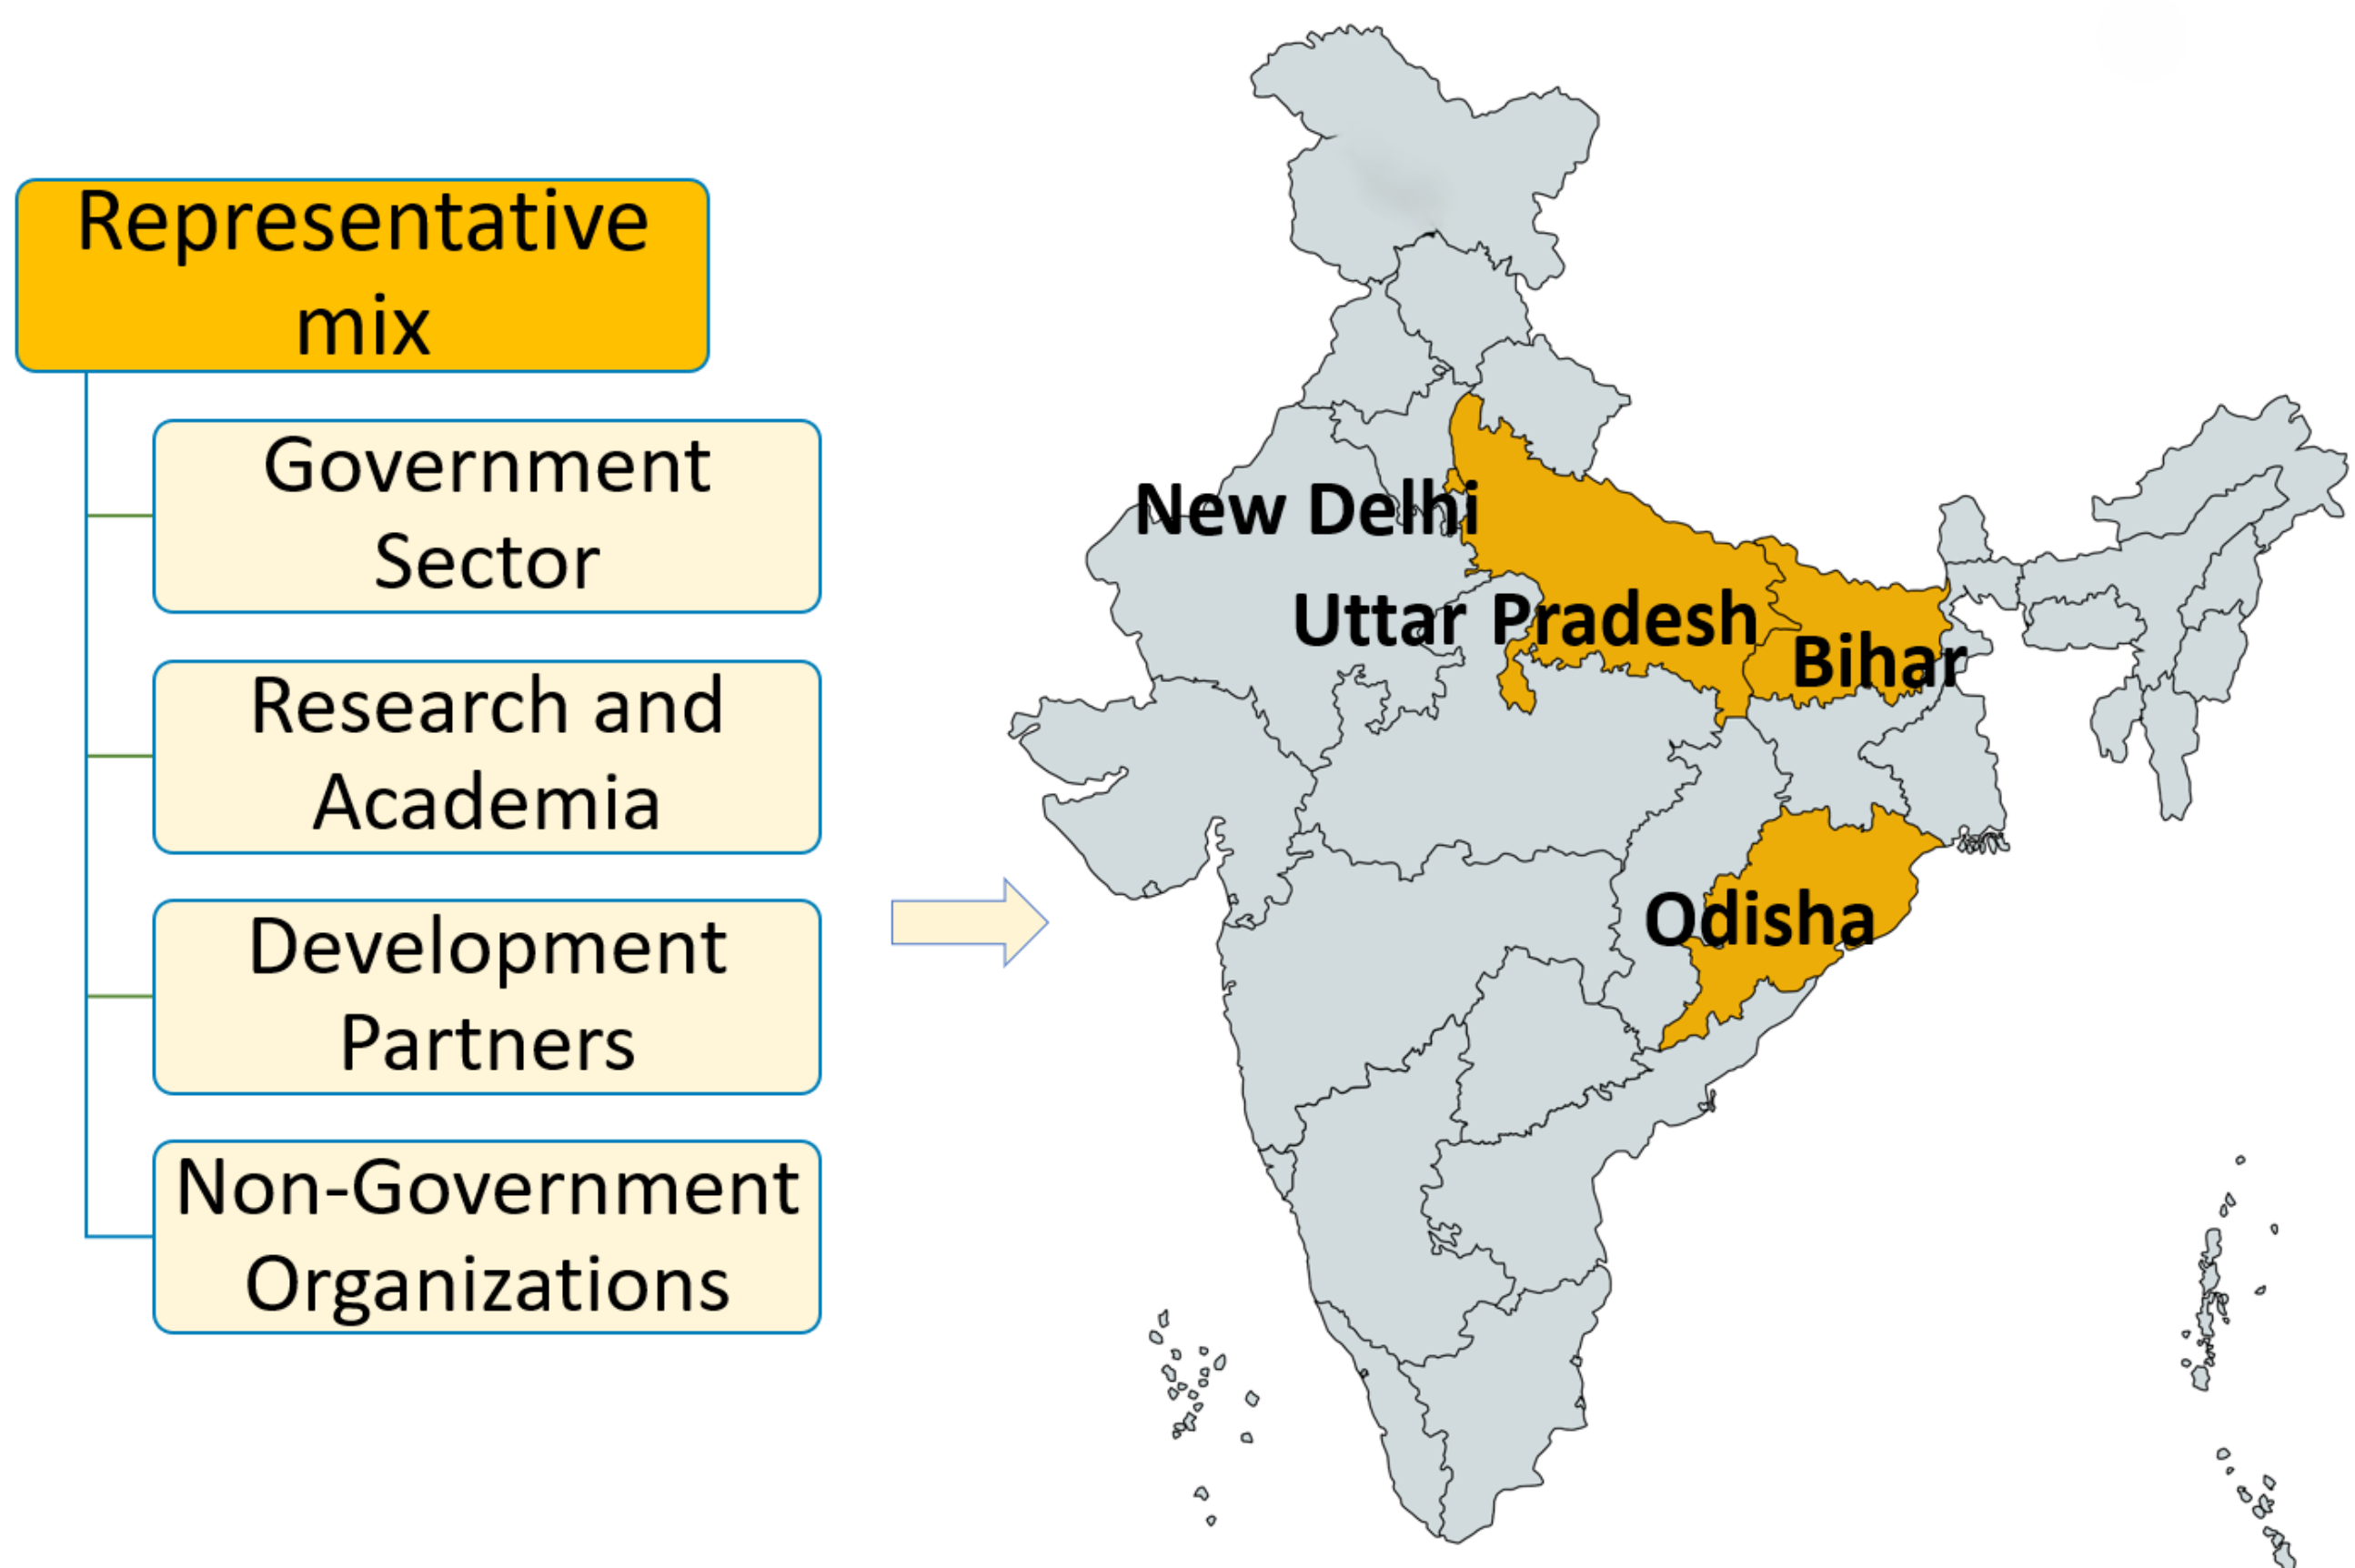 Representative
mix
Government
Sector
Research and
Academia
Development
Partners
Non-Government
Organizations
New Delhi
Uttar Pradesh
Bihar
Odisha